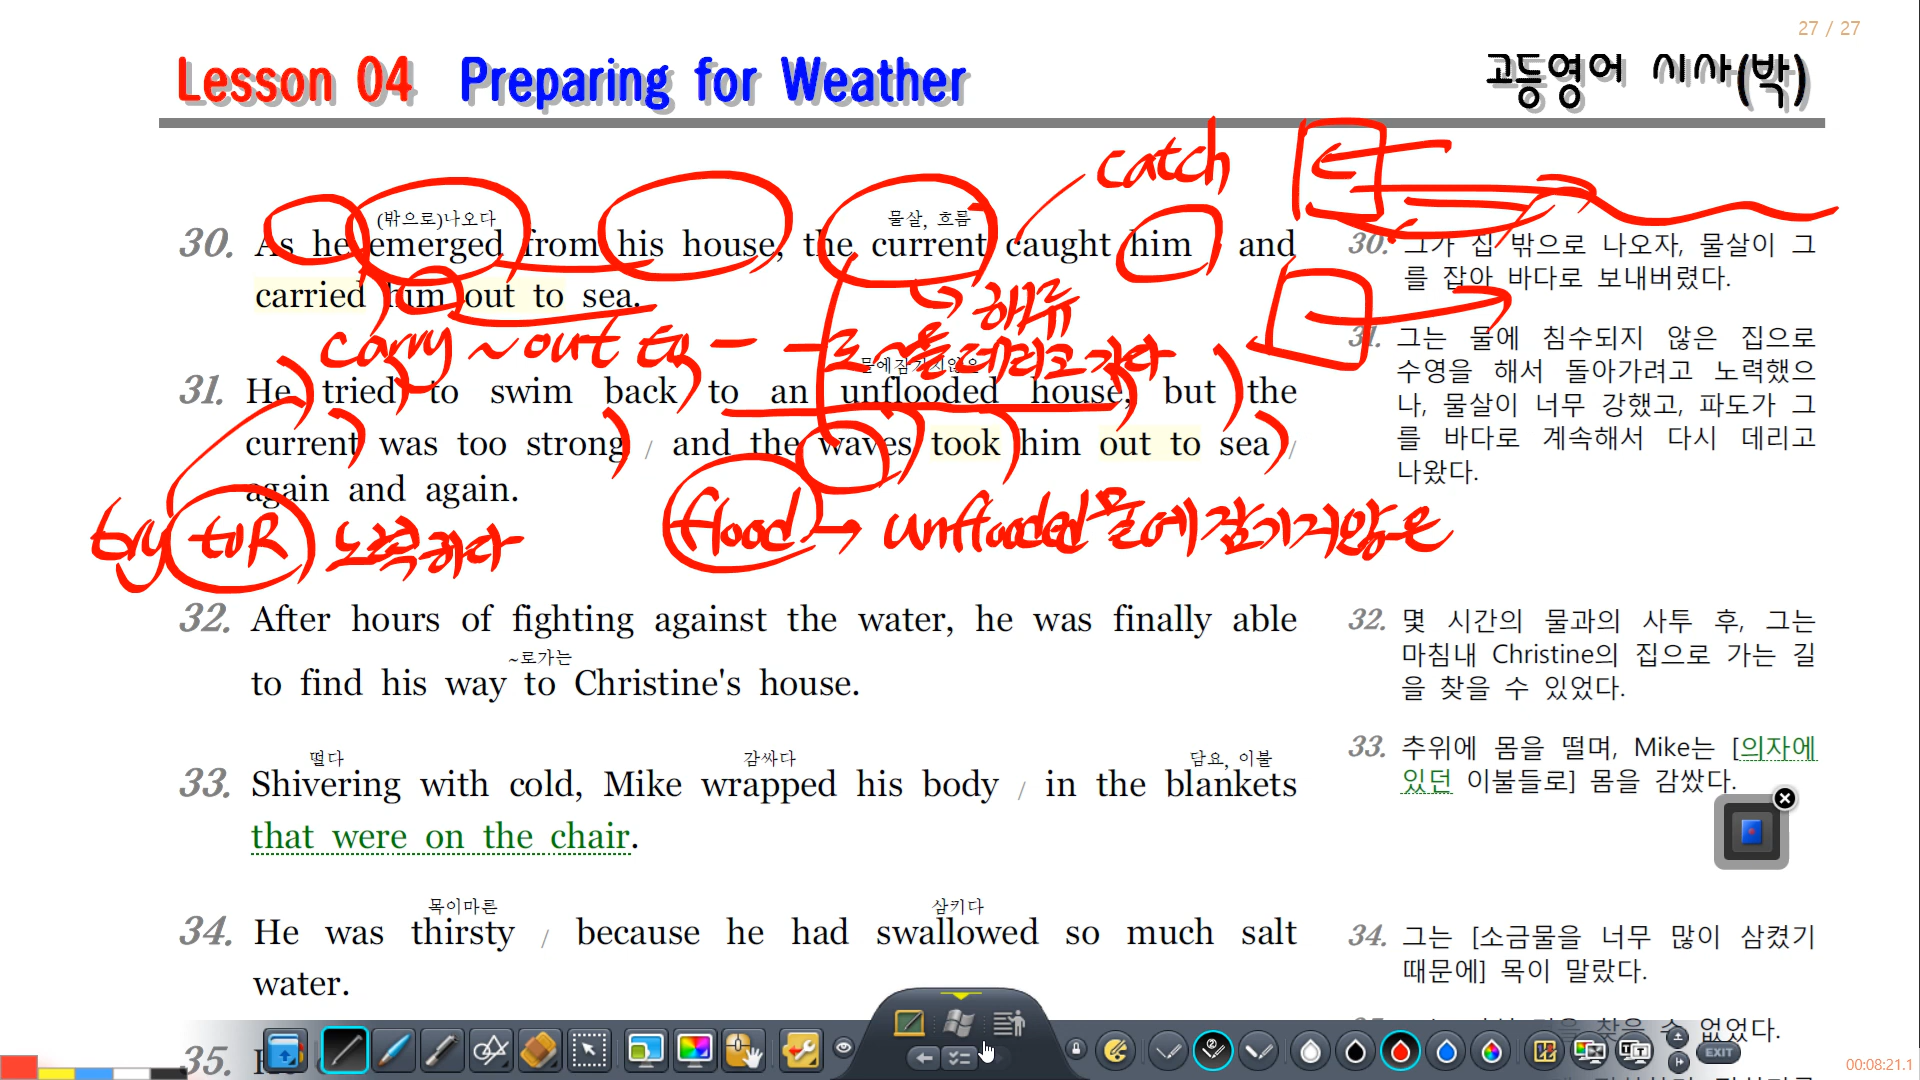 27 / 27
Lesson 04 Preparing for Weather
고등영어 시사(박)
catch
(밖으로)나오다 물살, 흐름
30. As he emerged from his house, the current caught him and
carried him out to sea.
해류
carry ~ out to ―
물에잠기지않은
31. He tried to swim back to an unflooded house, but the
current was too strong / and the waves took him out to sea /
again and again.
try to R 노력하다
flood → unflooded 물에 잠기지 않은
32. After hours of fighting against the water, he was finally able
~로가는
to find his way to Christine's house.
떨다 감싸다 담요, 이불
33. Shivering with cold, Mike wrapped his body / in the blankets
that were on the chair.
목이마른 삼키다
34. He was thirsty / because he had swallowed so much salt
water.
35.
30. 그가 집 밖으로 나오자, 물살이 그
를 잡아 바다로 보내버렸다.
31. 그는 물에 침수되지 않은 집으로
수영을 해서 돌아가려고 노력했으
나, 물살이 너무 강했고, 파도가 그
를 바다로 계속해서 다시 데리고
나왔다.
32. 몇 시간의 물과의 사투 후, 그는
마침내 Christine의 집으로 가는 길
을 찾을 수 있었다.
33. 추위에 몸을 떨며, Mike는 [의자에
있던 이불들로] 몸을 감쌌다.
34. 그는 [소금물을 너무 많이 삼켰기
때문에] 목이 말랐다.
없었다.
EXIT
00:08:21.1